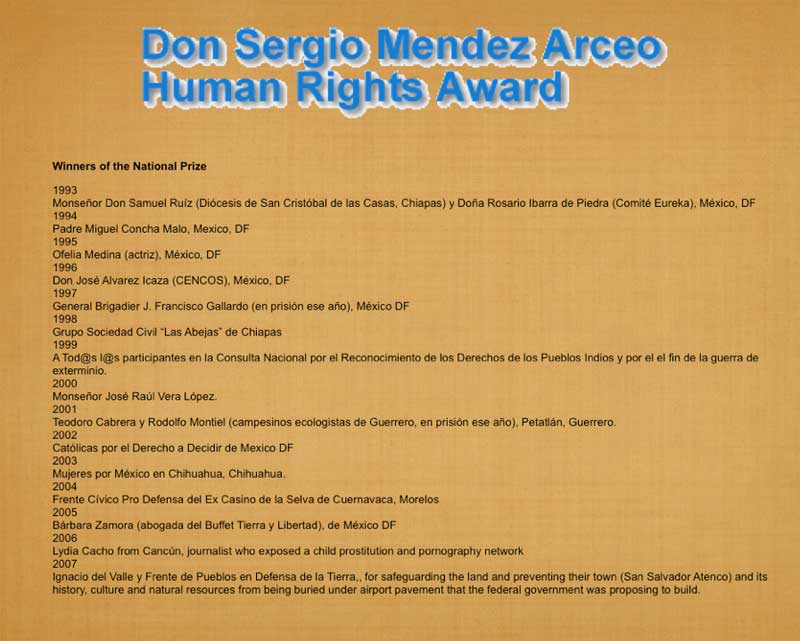 Don Sergio Mendez Arceo
Human Rights Award
Winners of the National Prize
1993
Monseñor Don Samuel Ruíz (Diócesis de San Cristóbal de las Casas, Chiapas) y Doña Rosario Ibarra de Piedra (Comité Eureka), México, DF
1994
Padre Miguel Concha Malo, Mexico, DF
1995
Ofelia Medina (actriz), México, DF
1996
Don José Alvarez Icaza (CENCOS), México, DF
1997
General Brigadier J. Francisco Gallardo (en prisión ese año), México DF
1998
Grupo Sociedad Civil “Las Abejas” de Chiapas
1999
A Tod@s l@s participantes en la Consulta Nacional por el Reconocimiento de los Derechos de los Pueblos Indios y por el el fin de la guerra de
exterminio.
2000
Monseñor José Raúl Vera López.
2001
Teodoro Cabrera y Rodolfo Montiel (campesinos ecologistas de Guerrero, en prisión ese año), Petatlán, Guerrero.
2002
Católicas por el Derecho a Decidir de Mexico DF
2003
Mujeres por México en Chihuahua, Chihuahua.
2004
Frente Cívico Pro Defensa del Ex Casino de la Selva de Cuernavaca, Morelos
2005
Bárbara Zamora (abogada del Buffet Tierra y Libertad), de México DF
2006
Lydia Cacho from Cancún, journalist who exposed a child prostitution and pornography network
2007
Ignacio del Valle y Frente de Pueblos en Defensa de la Tierra,, for safeguarding the land and preventing their town (San Salvador Atenco) and its
history, culture and natural resources from being buried under airport pavement that the federal government was proposing to build.